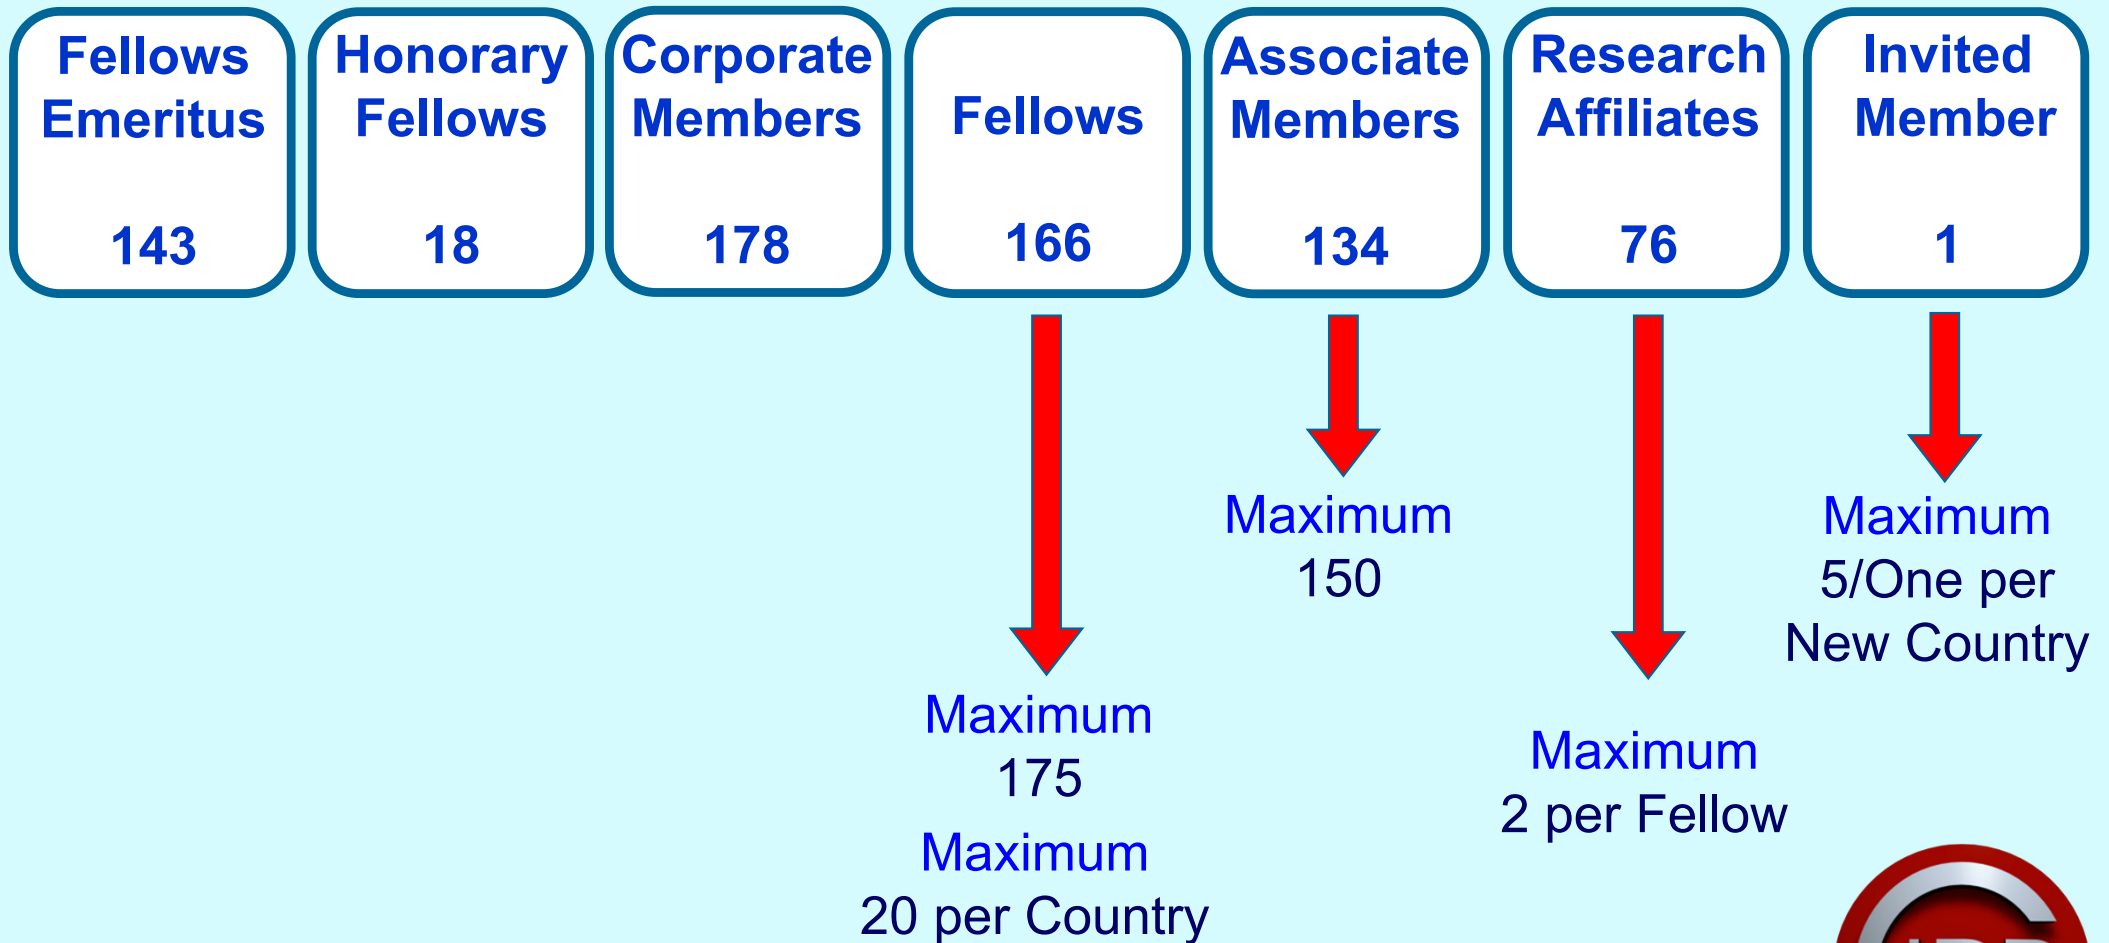 Fellows
Emeritus
143
Honorary
Fellows
18
Corporate
Members
178
Fellows
166
Associate
Members
134
Research
Affiliates
76
Invited
Member
1
Maximum
175
Maximum
20 per Country
Maximum
150
Maximum
2 per Fellow
Maximum
5/One per
New Country